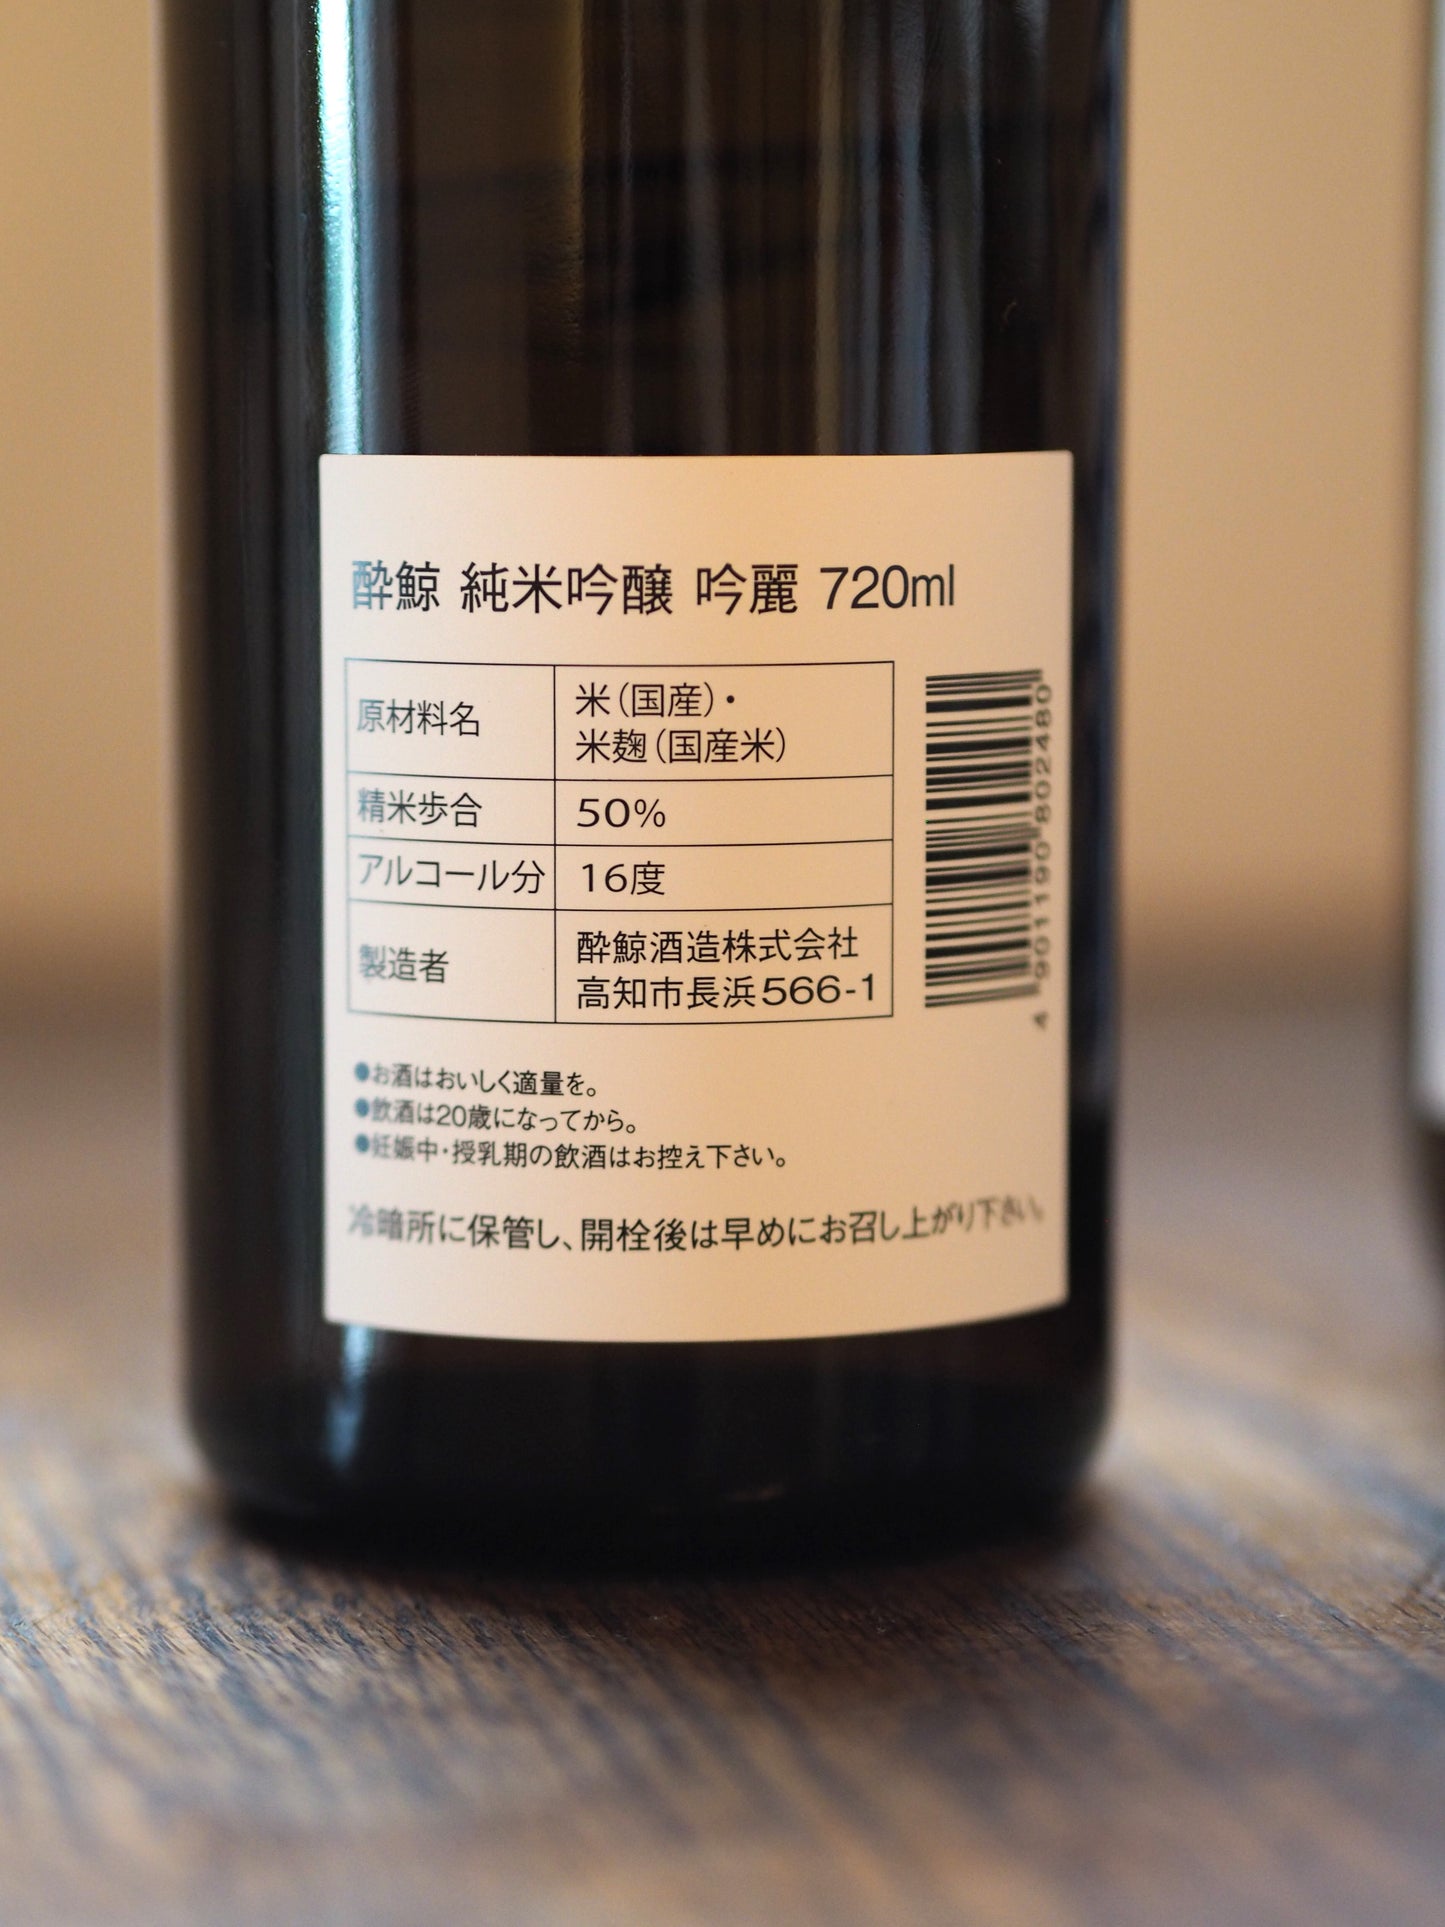 酔鯨 純米吟醸 吟麗 720ml
原材料名
米（国産）・
米麹（国産米）
精米歩合 50%
アルコール分 16度
製造者
酔鯨酒造株式会社
高知市長浜566-1
4 901190 802480
●お酒はおいしく適量を。
●飲酒は20歳になってから。
●妊娠中・授乳期の飲酒はお控え下さい。
冷暗所に保管し、開栓後は早めにお召し上がり下さい。